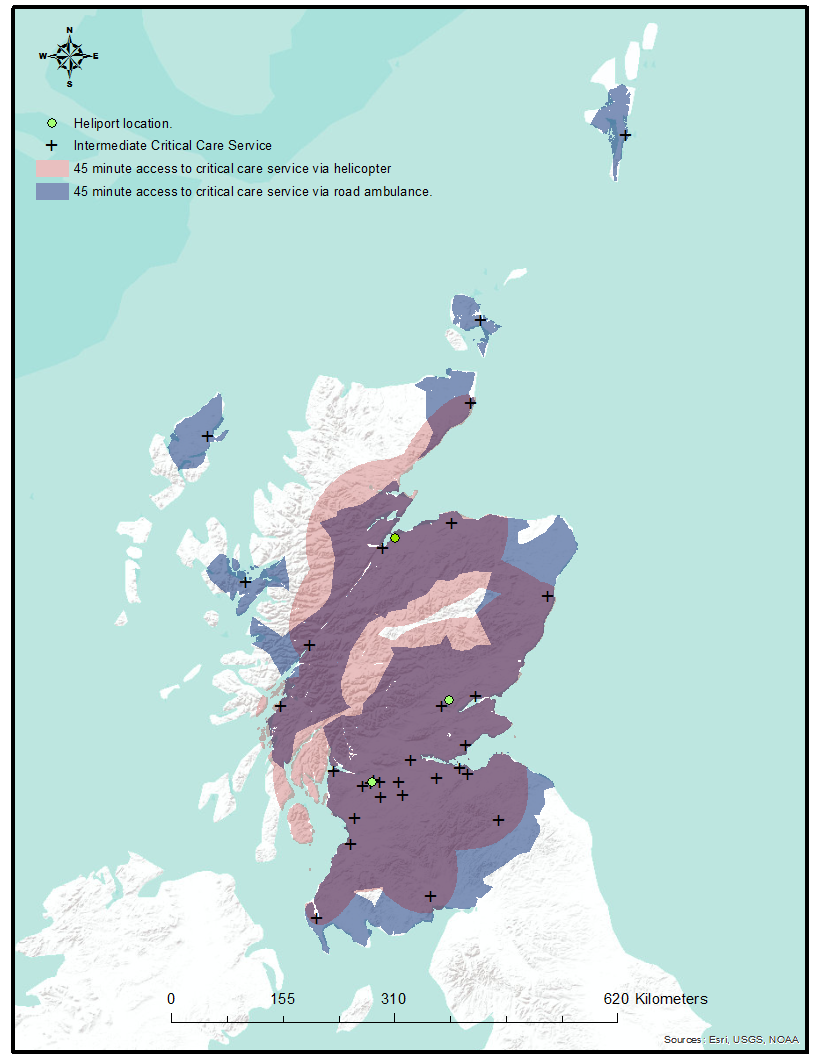 N
W E
S
Heliport location.
Intermediate Critical Care Service
45 minute access to critical care service via helicopter
45 minute access to critical care service via road ambulance.
0 155 310 620 Kilometers
Sources: Esri, USGS, NOAA